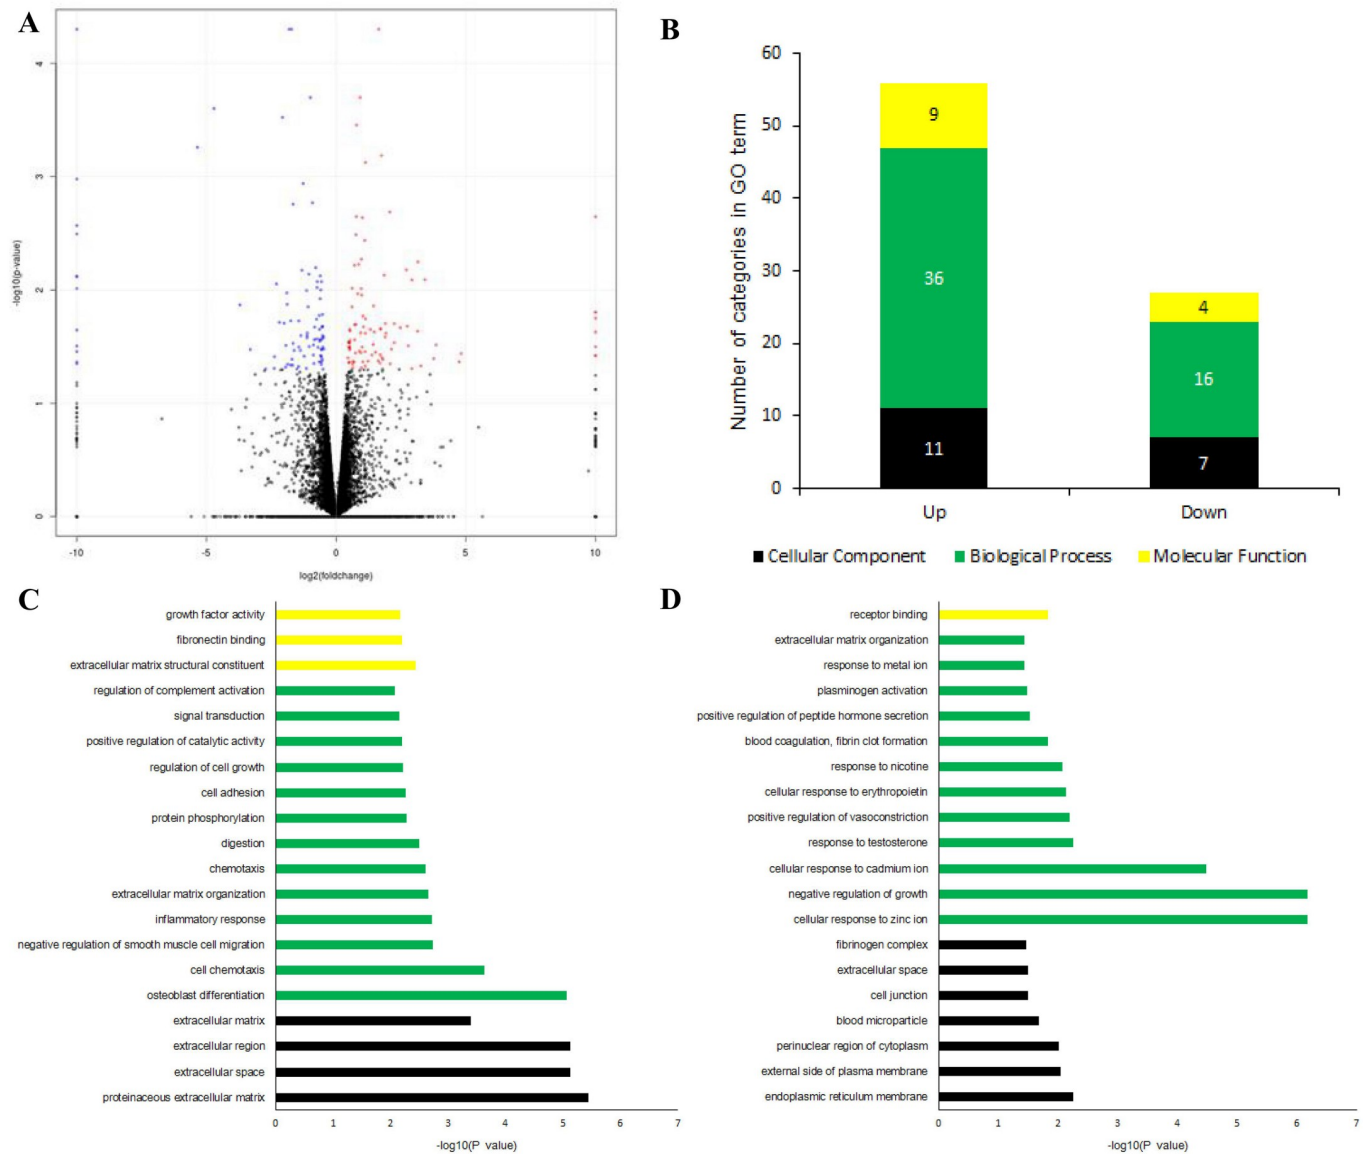 A
-log10(p-value)
4
3
2
1
0
-10
-5
0
5
10
log2(foldchange)
B
Number of categories in GO term
60
50
40
30
20
10
0
9
36
11
4
16
7
Up
Down
Cellular Component
Biological Process
Molecular Function
C
growth factor activity
fibronectin binding
extracellular matrix structural constituent
regulation of complement activation
signal transduction
positive regulation of catalytic activity
regulation of cell growth
cell adhesion
protein phosphorylation
digestion
chemotaxis
extracellular matrix organization
inflammatory response
negative regulation of smooth muscle cell migration
cell chemotaxis
osteoblast differentiation
extracellular matrix
extracellular region
extracellular space
proteinaceous extracellular matrix
0 1 2 3 4 5 6 7
-log10(P value)
D
receptor binding
extracellular matrix organization
response to metal ion
plasminogen activation
positive regulation of peptide hormone secretion
blood coagulation, fibrin clot formation
response to nicotine
cellular response to erythropoietin
positive regulation of vasoconstriction
response to testosterone
cellular response to cadmium ion
negative regulation of growth
cellular response to zinc ion
fibrinogen complex
extracellular space
cell junction
blood microparticle
perinuclear region of cytoplasm
external side of plasma membrane
endoplasmic reticulum membrane
0 1 2 3 4 5 6 7
-log10(P value)